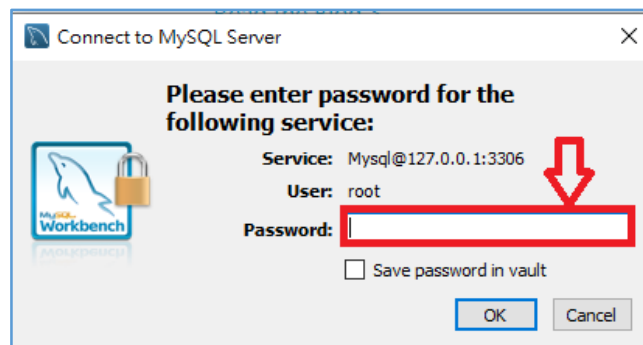 Connect to MySQL Server
Please enter password for the
following service:
Service: Mysql@127.0.0.1:3306
User: root
Password:
Save password in vault
OK Cancel
MySQL
Workbench